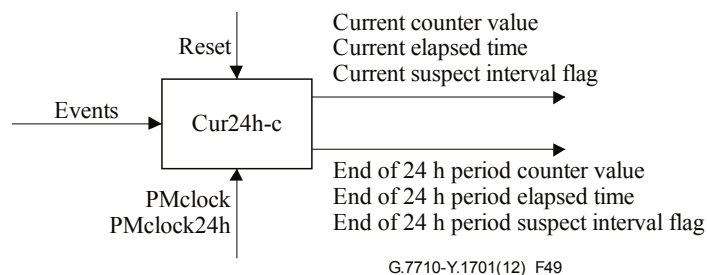 Current counter value
Current elapsed time
Current suspect interval flag
Reset
Events
Cur24h-c
PMclock
PMclock24h
End of 24 h period counter value
End of 24 h period elapsed time
End of 24 h period suspect interval flag
G.7710-Y.1701(12)_F49